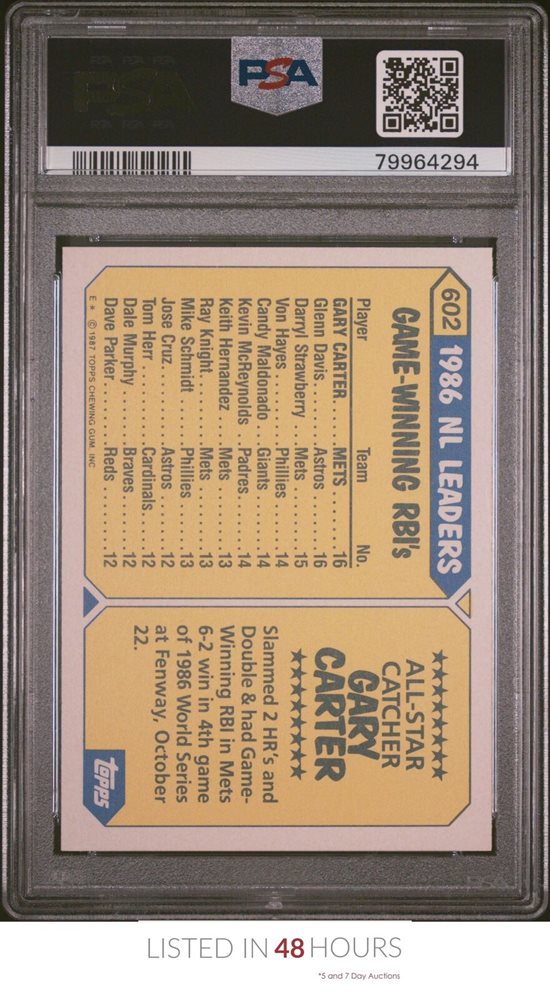 PSA
PSA
79964294
602 1986 NL LEADERS
GAME-WINNING RBI's
Player Team No.
GARY CARTER......METS.......16
Glenn Davis......Astros......16
Darryl Strawberry ..Mets.......15
Von Hayes........Phillies.....14
Candy Maldonado ..Giants......14
Kevin McReynolds ..Padres......14
Keith Hernandez ...Mets.......13
Ray Knight.......Mets.......13
Mike Schmidt .....Phillies.....13
Jose Cruz........Astros......12
Tom Herr.........Cardinals....12
Dale Murphy......Braves......12
Dave Parker......Reds.......12
E* © 1987 TOPPS CHEWING GUM, INC
★★★★★★★★
ALL-STAR
CATCHER
GARY
CARTER
★★★★★★★★
Slammed 2 HR's and
Double & had Game-
Winning RBI in Mets
6-2 win in 4th game
of 1986 World Series
at Fenway, October
22.
topps
LISTED IN 48 HOURS
*5 and 7 Day Auctions